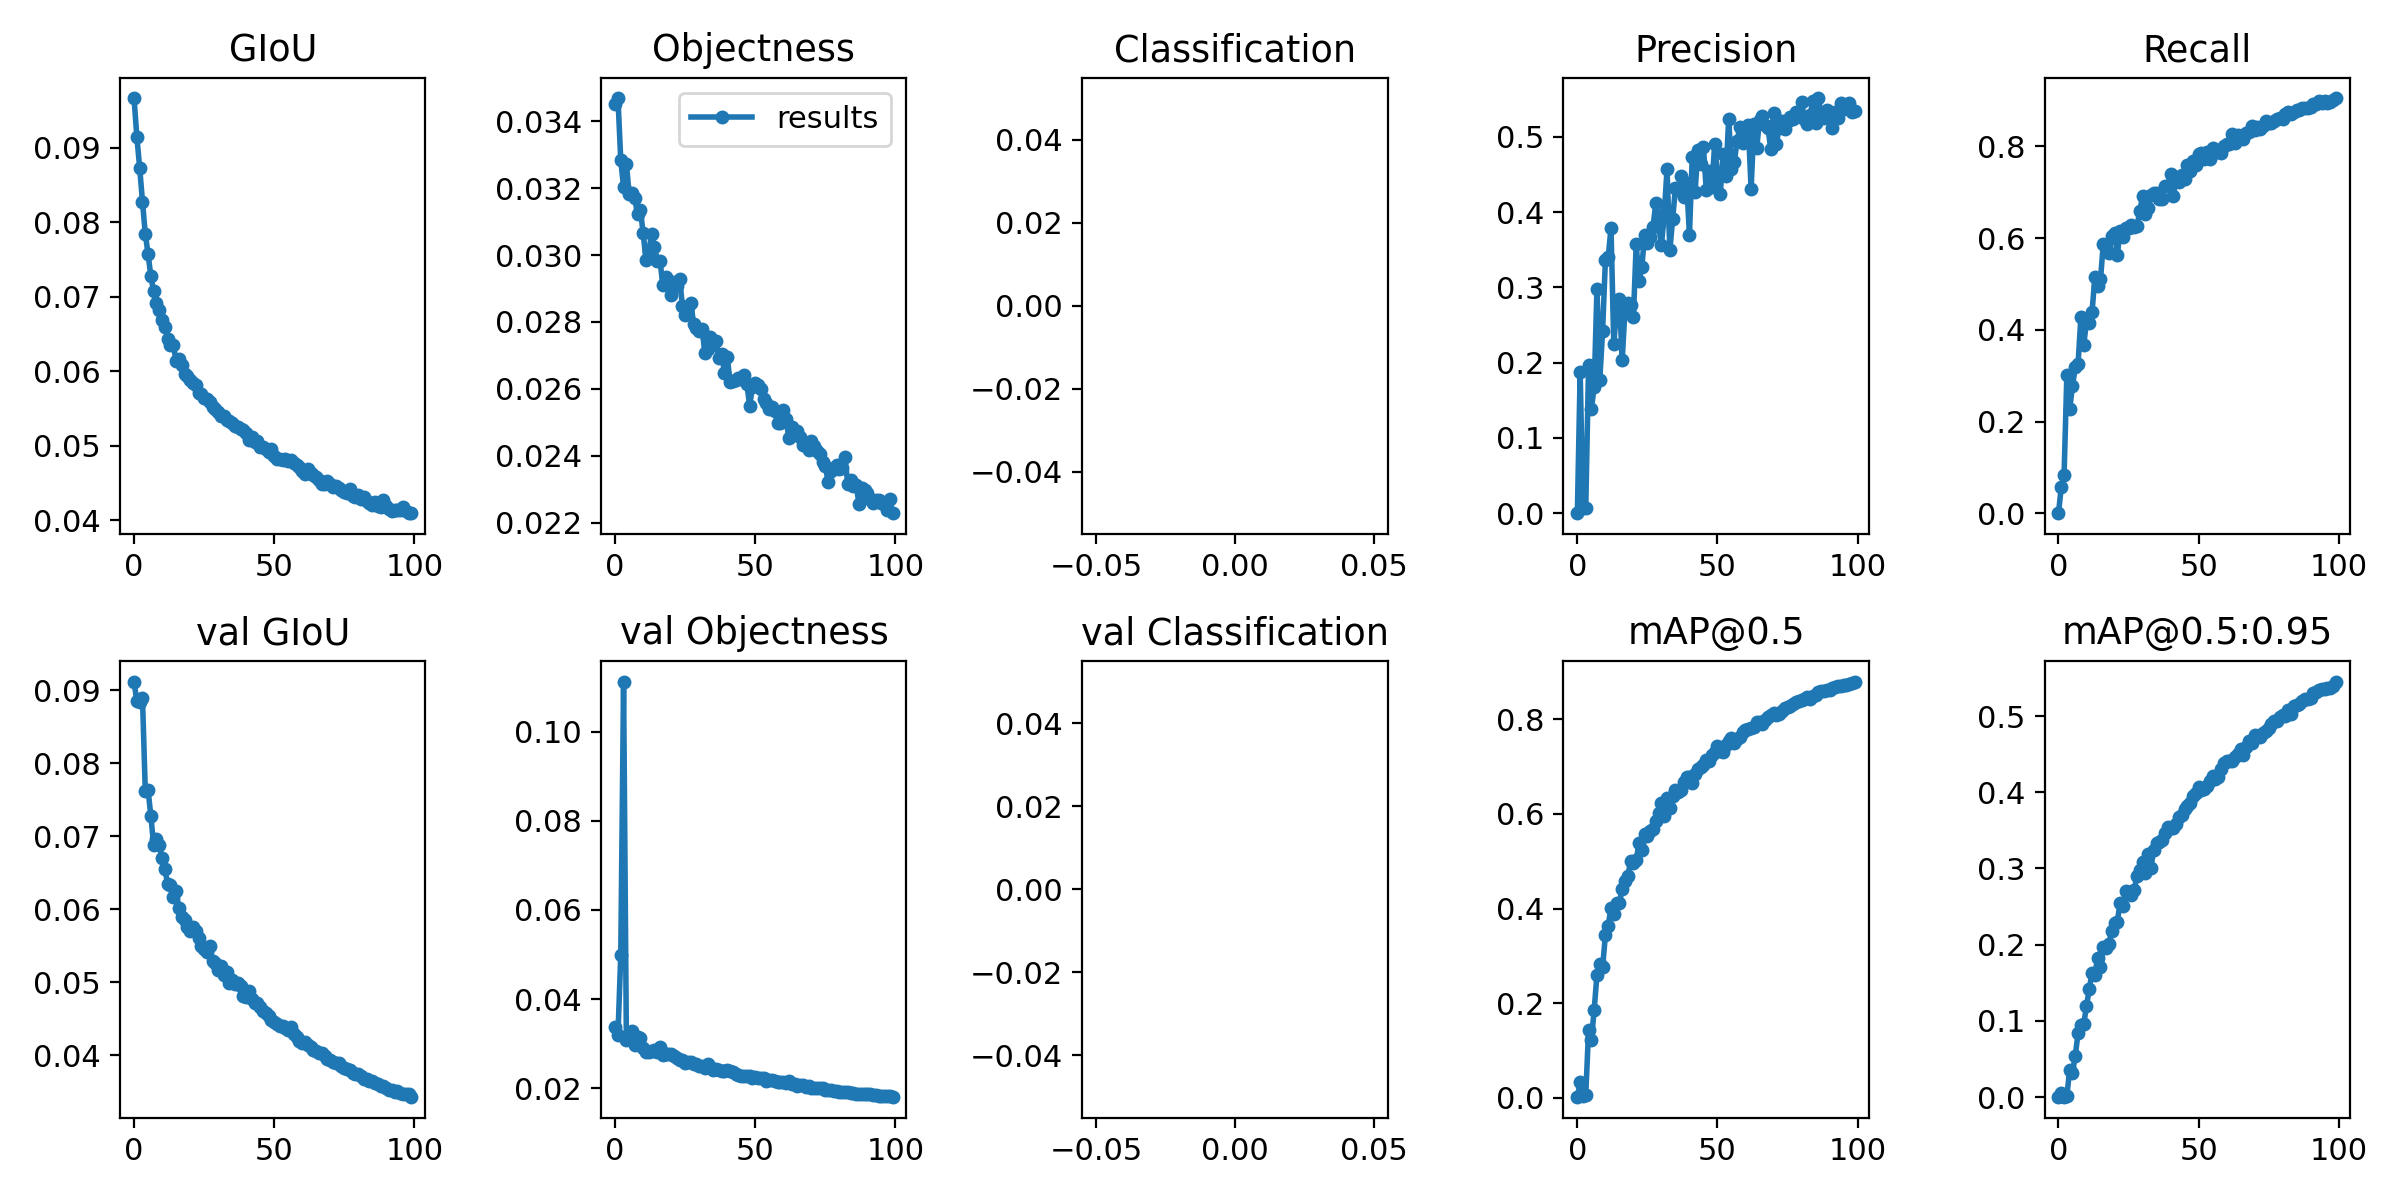 GIoU
Objectness
Classification
Precision
Recall
0.09
0.08
0.07
0.06
0.05
0.04
0 50 100
results
0.034
0.032
0.030
0.028
0.026
0.024
0.022
0 50 100
0.04
0.02
0.00
−0.02
−0.04
−0.05 0.00 0.05
0.5
0.4
0.3
0.2
0.1
0.0
0 50 100
0.8
0.6
0.4
0.2
0.0
0 50 100
val GIoU
val Objectness
val Classification
mAP@0.5
mAP@0.5:0.95
0.09
0.08
0.07
0.06
0.05
0.04
0 50 100
0.10
0.08
0.06
0.04
0.02
0 50 100
0.04
0.02
0.00
−0.02
−0.04
−0.05 0.00 0.05
0.8
0.6
0.4
0.2
0.0
0 50 100
0.5
0.4
0.3
0.2
0.1
0.0
0 50 100